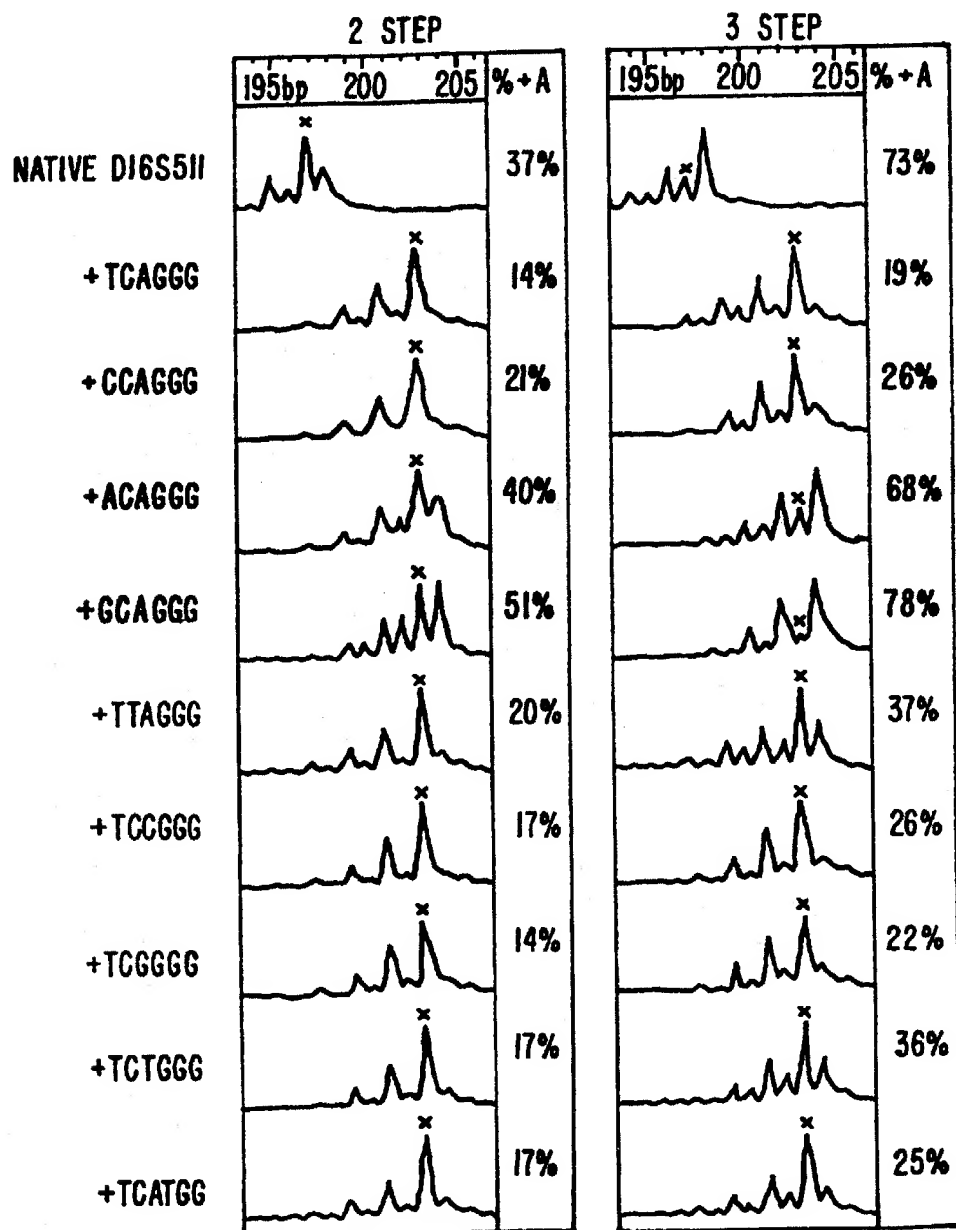 2 STEP 3 STEP
195bp 200 205 % + A 195bp 200 205 % + A
x
NATIVE D16S511 37% x 73%
x x
+TCAGGG 14% 19%
x x
+CCAGGG 21% 26%
x
+ACAGGG 40% x 68%
x
+GCAGGG 51% x 78%
x x
+TTAGGG 20% 37%
x x
+TCCGGG 17% 26%
x x
+TCGGGG 14% 22%
x x
+TCTGGG 17% 36%
x x
+TCATGG 17% 25%